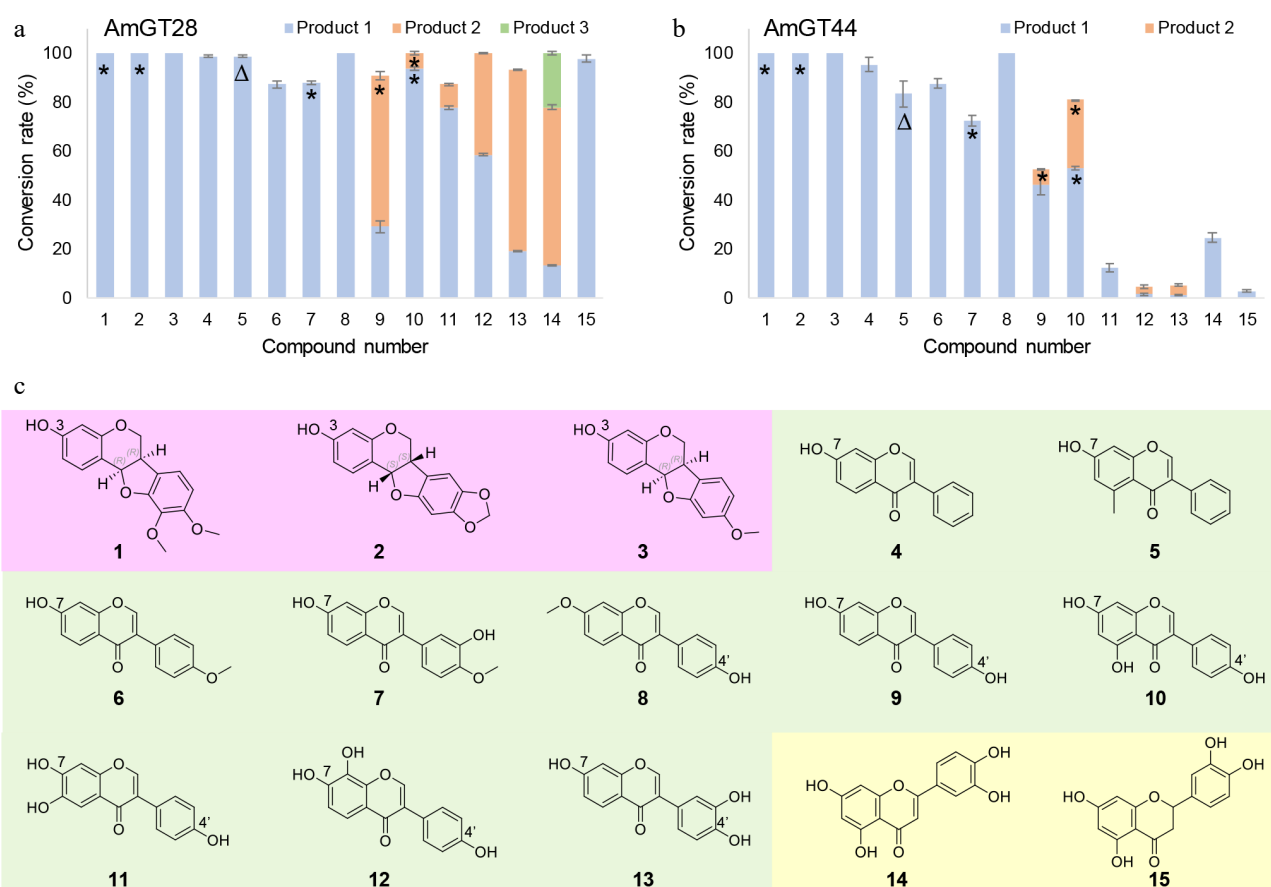 a
AmGT28
Product 1
Product 2
Product 3
Conversion rate (%)
100
80
60
40
20
0
*
*
Δ
*
*
*
*
1 2 3 4 5 6 7 8 9 10 11 12 13 14 15
Compound number
b
AmGT44
Product 1
Product 2
Conversion rate (%)
100
80
60
40
20
0
*
*
Δ
*
*
*
*
1 2 3 4 5 6 7 8 9 10 11 12 13 14 15
Compound number
c
HO 3 O (R) (R) H H O O O
1
HO 3 O (S) (S) H H O O O
2
HO 3 O (R) (R) H H O O
3
HO 7 O O
4
HO 7 O O
5
HO 7 O O O
6
HO 7 O OH O O
7
O O O 4' OH
8
HO 7 O O 4' OH
9
HO 7 O OH O 4' OH
10
HO 7 O HO O 4' OH
11
OH HO 7 O O 4' OH
12
HO 7 O O OH 4' OH
13
HO O OH OH OH O
14
HO O OH OH OH O
15